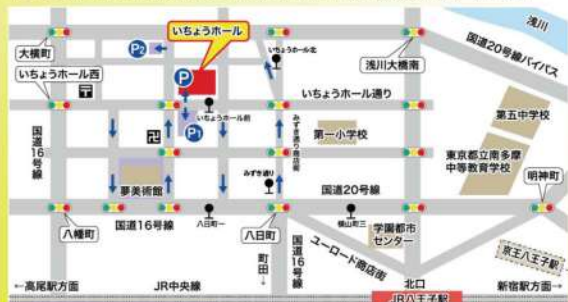 いちょうホール
P2
いちょうホール北
浅川
国道20号線バイパス
大横町
浅川大橋南
いちょうホール西
P
いちょうホール通り
いちょうホール前
P1
国道16号線
みずき通り商店街
第一小学校
第五中学校
東京都立南多摩
中等教育学校
明神町
夢美術館
みずき通り
国道20号線
八幡町
国道16号線
八日町一
八日町
横山町三
学園都市
センター
ユーロード商店街
町田→
国道16号線
北口
京王八王子駅
←高尾駅方面
JR中央線
JR八王子駅
新宿駅方面→